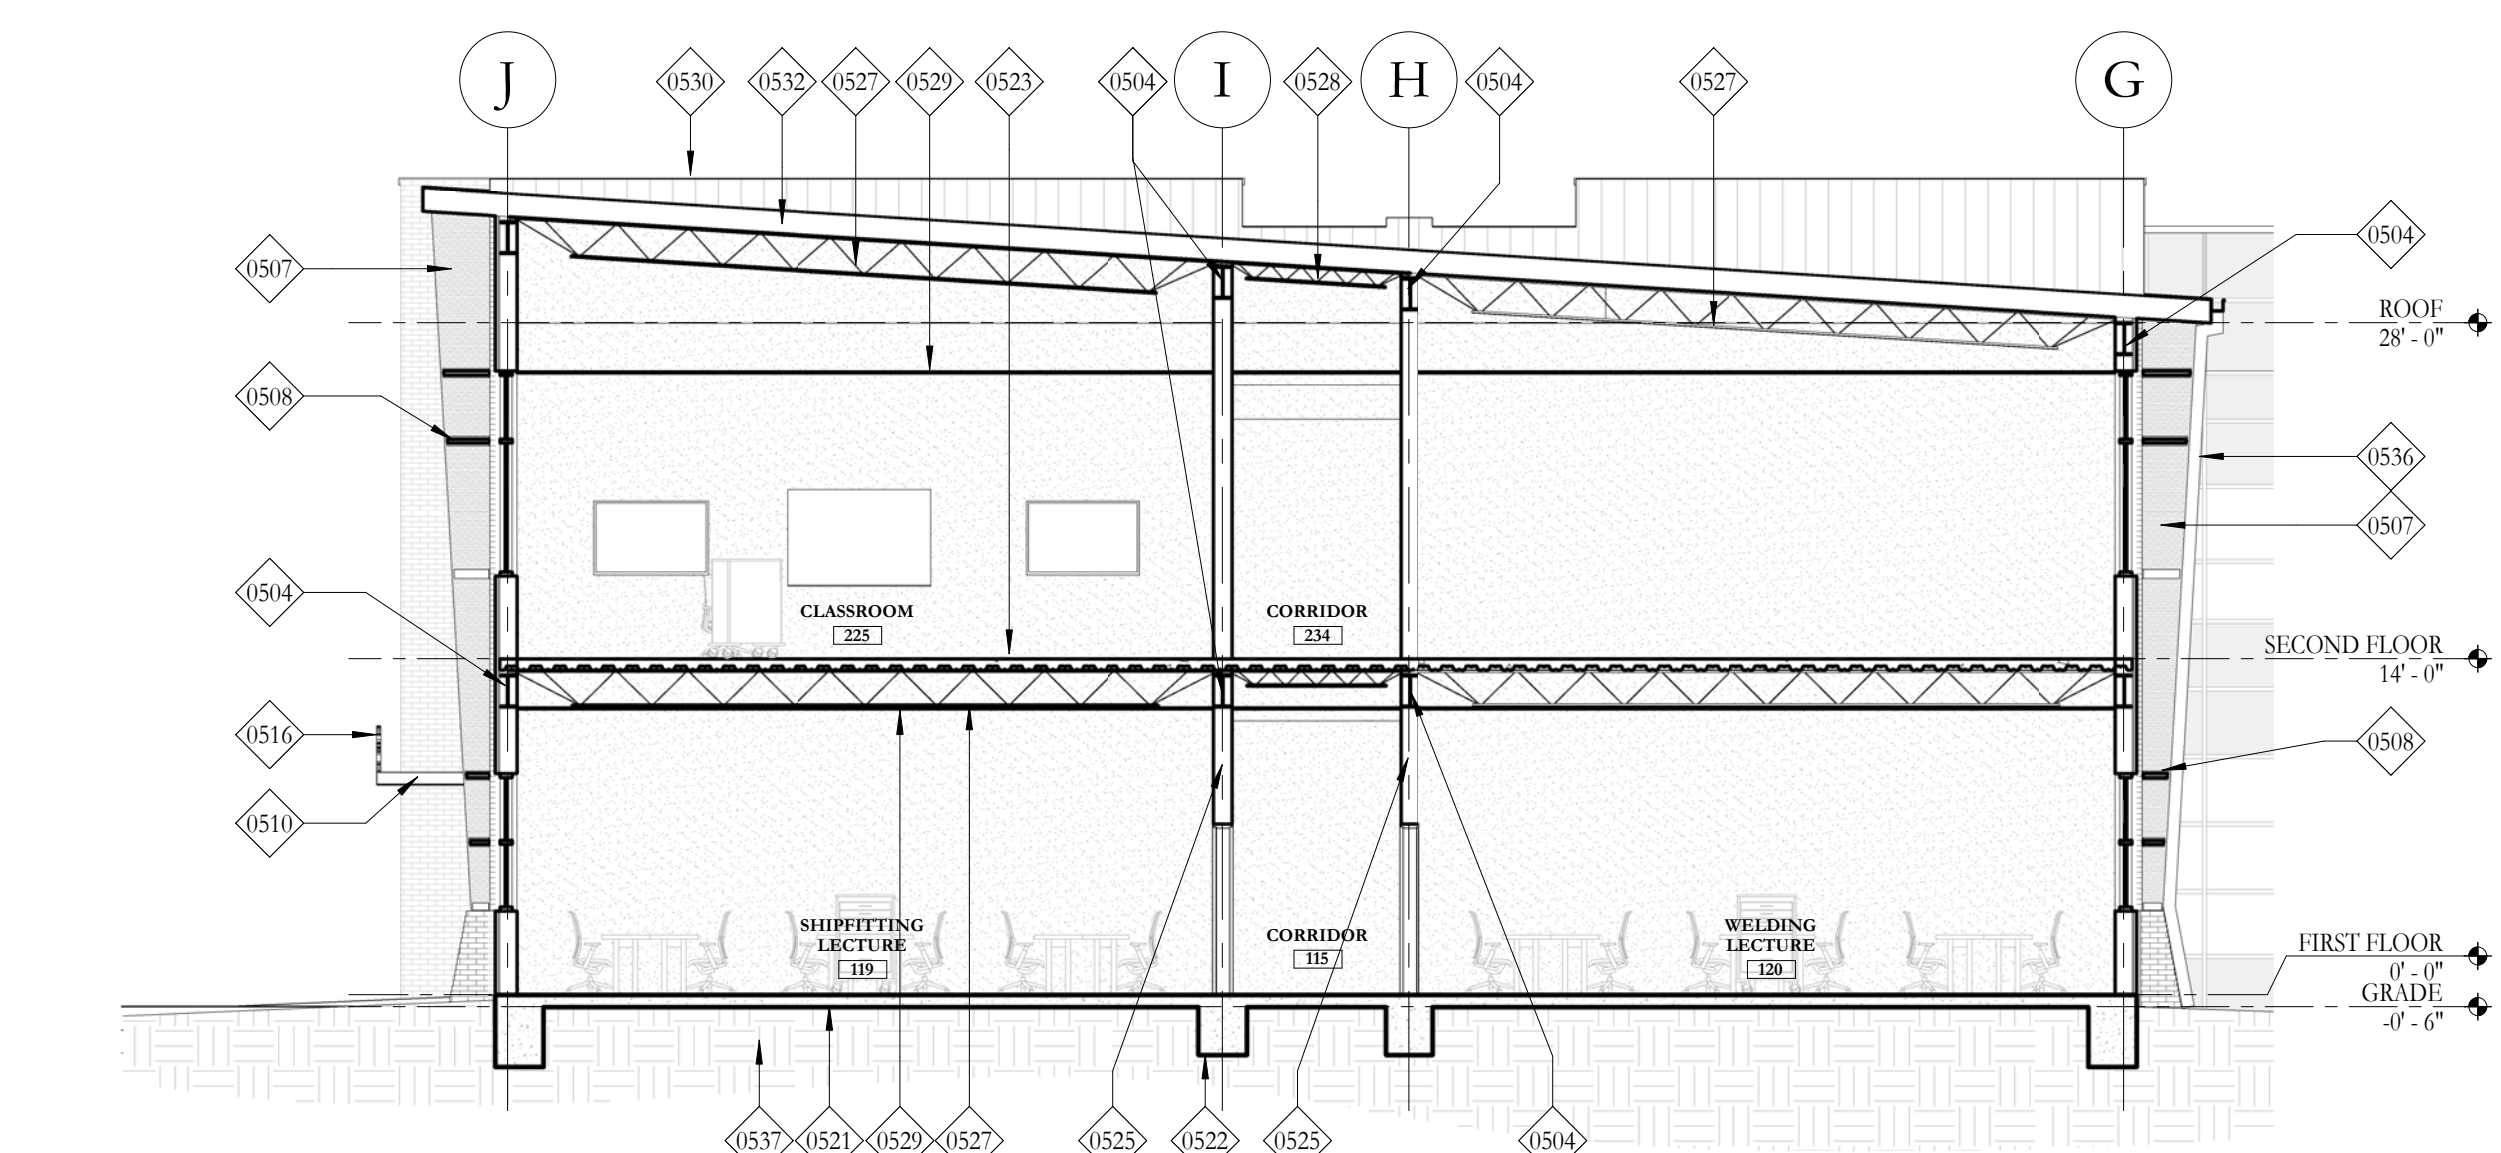 J
I
H
G
0530
0532
0527
0529
0523
0504
0528
0504
0527
0507
0504
ROOF
28' - 0"
0508
0536
0507
0504
CLASSROOM
225
CORRIDOR
234
SECOND FLOOR
14' - 0"
0516
0508
0510
SHIPFITTING
LECTURE
119
CORRIDOR
115
WELDING
LECTURE
120
FIRST FLOOR
0' - 0"
GRADE
-0' - 6"
0537
0521
0529
0527
0525
0522
0525
0504